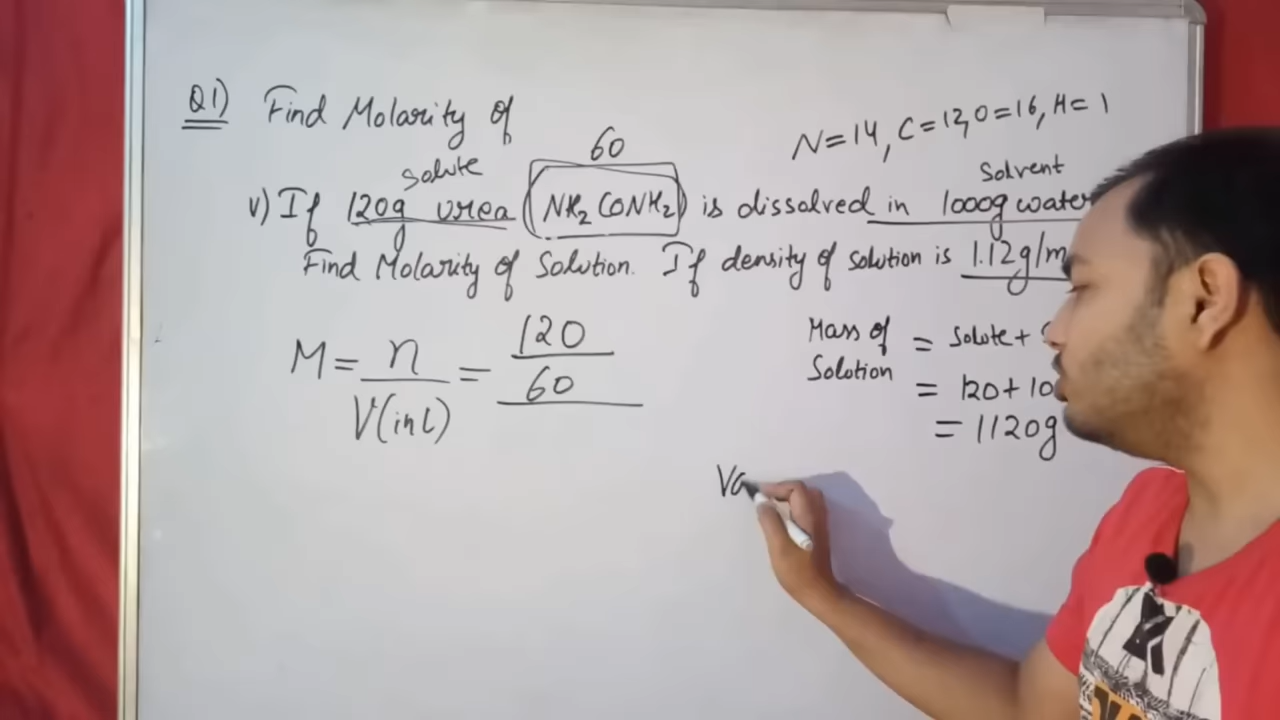 Q1) Find Molarity of
N=14, C=12, O=16, H=1
60
solute
Solvent
v) If 120g urea (NH2CONH2) is dissolved in 1000g water
Find Molarity of Solution. If density of solution is 1.12g/m
M = n / V(in L) = 120 / 60
Mass of Solution = Solute +
= 120 + 10
= 1120g
Vo